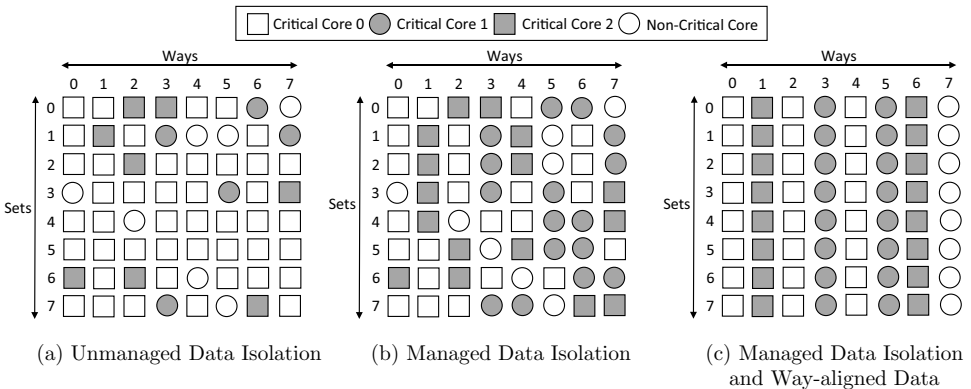 Critical Core 0 Critical Core 1 Critical Core 2 Non-Critical Core
Ways Ways Ways
0 1 2 3 4 5 6 7 0 1 2 3 4 5 6 7 0 1 2 3 4 5 6 7
0 0 0
1 1 1
2 2 2
3 3 3
Sets Sets Sets
4 4 4
5 5 5
6 6 6
7 7 7
(a) Unmanaged Data Isolation (b) Managed Data Isolation (c) Managed Data Isolation
and Way-aligned Data